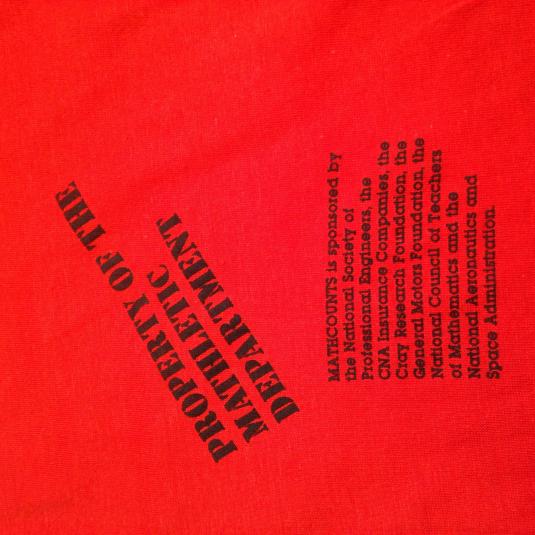 PROPERTY OF THE
MATHLETIC
DEPARTMENT
MATHCOUNTS is sponsored by
the National Society of
Professional Engineers, the
CNA Insurance Companies, the
Cray Research Foundation, the
General Motors Foundation, the
National Council of Teachers
of Mathematics and the
National Aeronautics and
Space Administration.